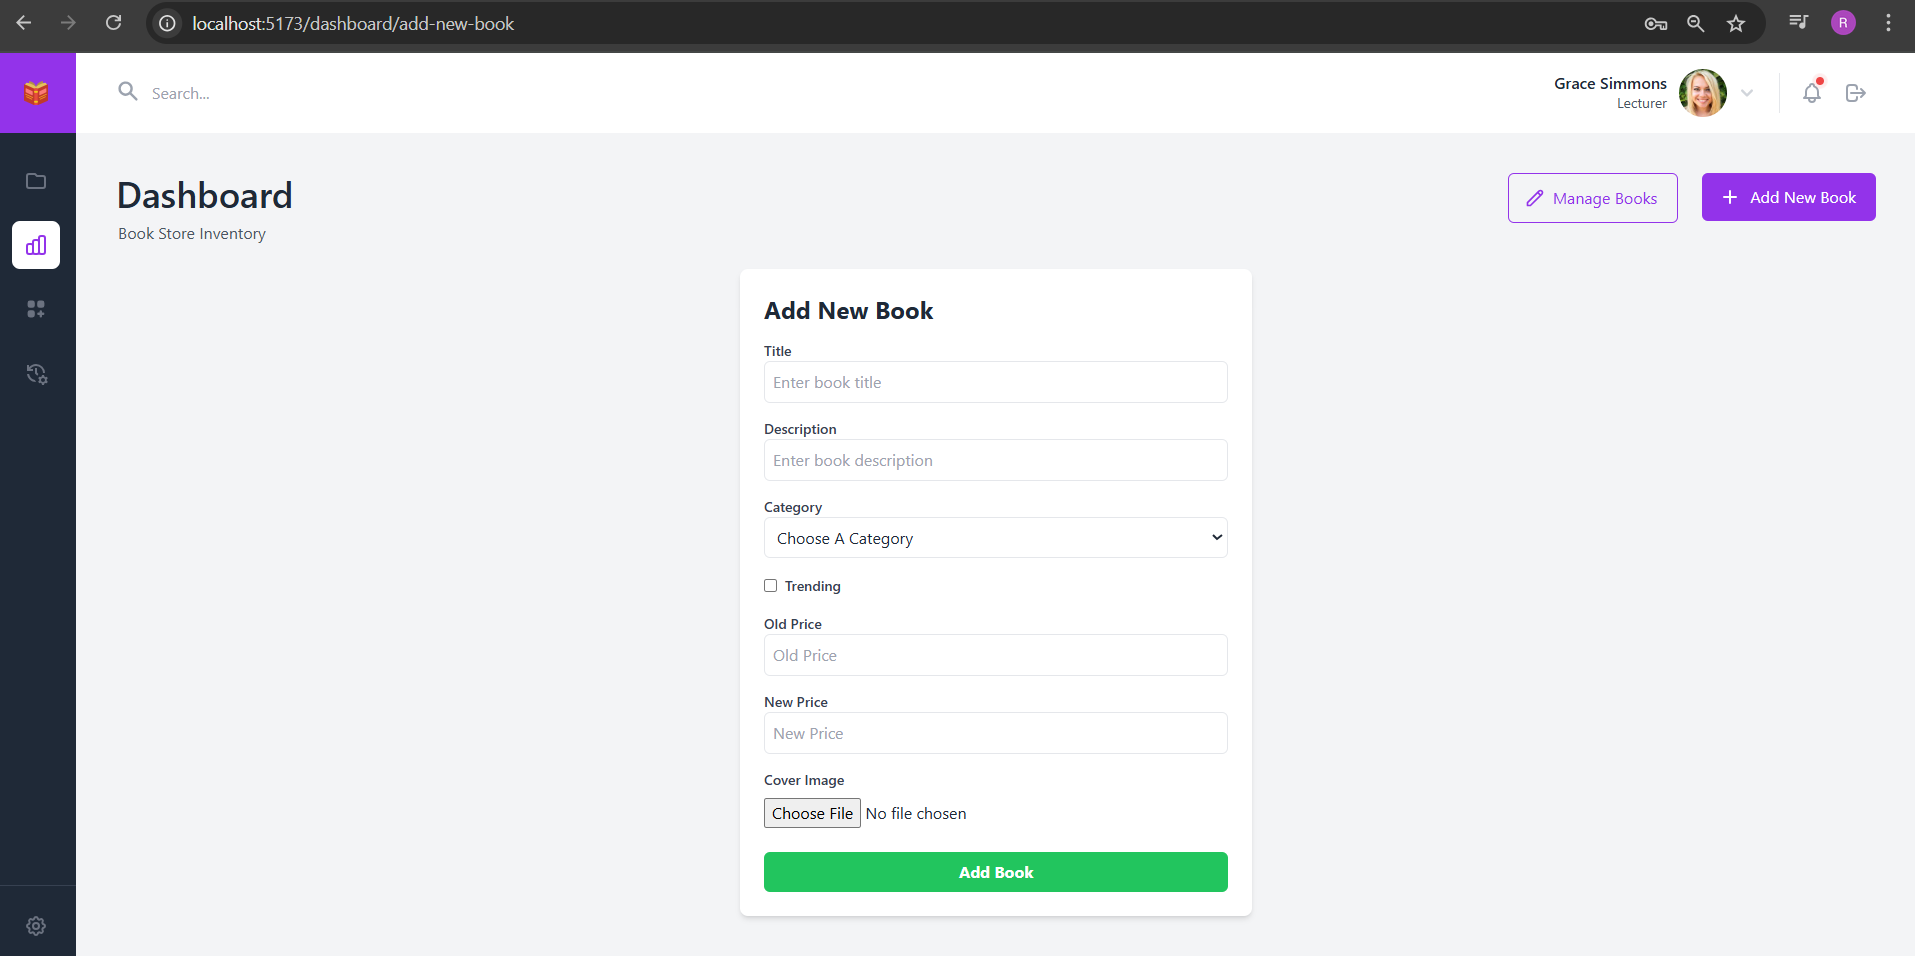 localhost:5173/dashboard/add-new-book
R
Search...
Grace Simmons
Lecturer
Dashboard
Book Store Inventory
Manage Books
Add New Book
Add New Book
Title
Enter book title
Description
Enter book description
Category
Choose A Category
Trending
Old Price
Old Price
New Price
New Price
Cover Image
Choose File No file chosen
Add Book